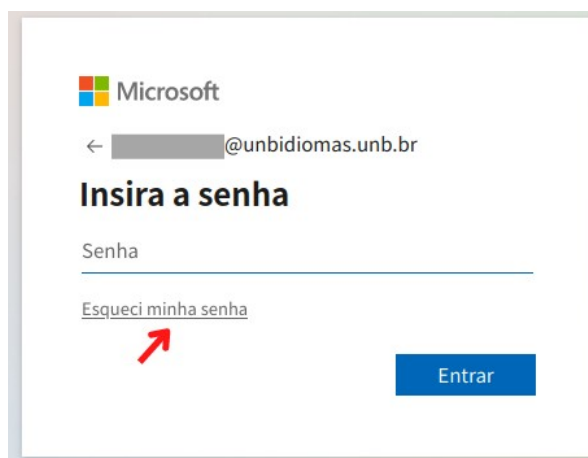 Microsoft
@unbidiomas.unb.br
Insira a senha
Senha
Esqueci minha senha
Entrar